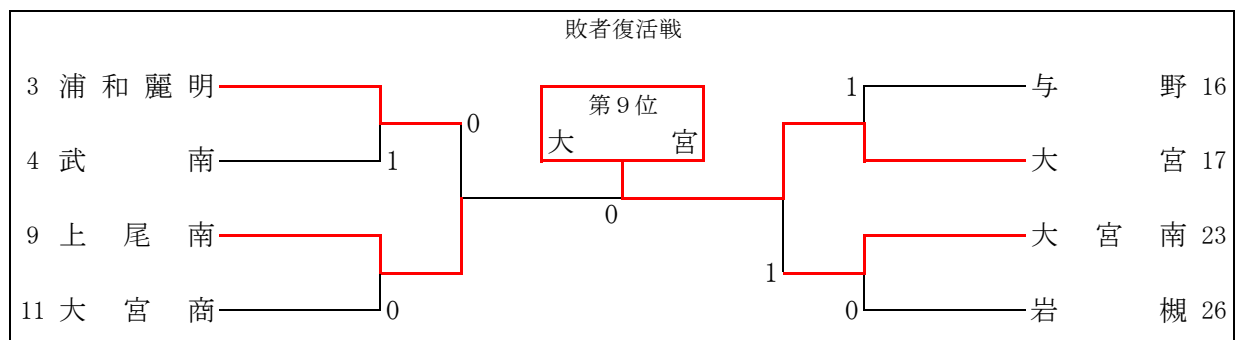 敗者復活戦
3 浦和麗明
4 武南
9 上尾南
11 大宮商
0
1
0
第9位
大宮
0
1
1
0
与野 16
大宮 17
大宮南 23
岩槻 26